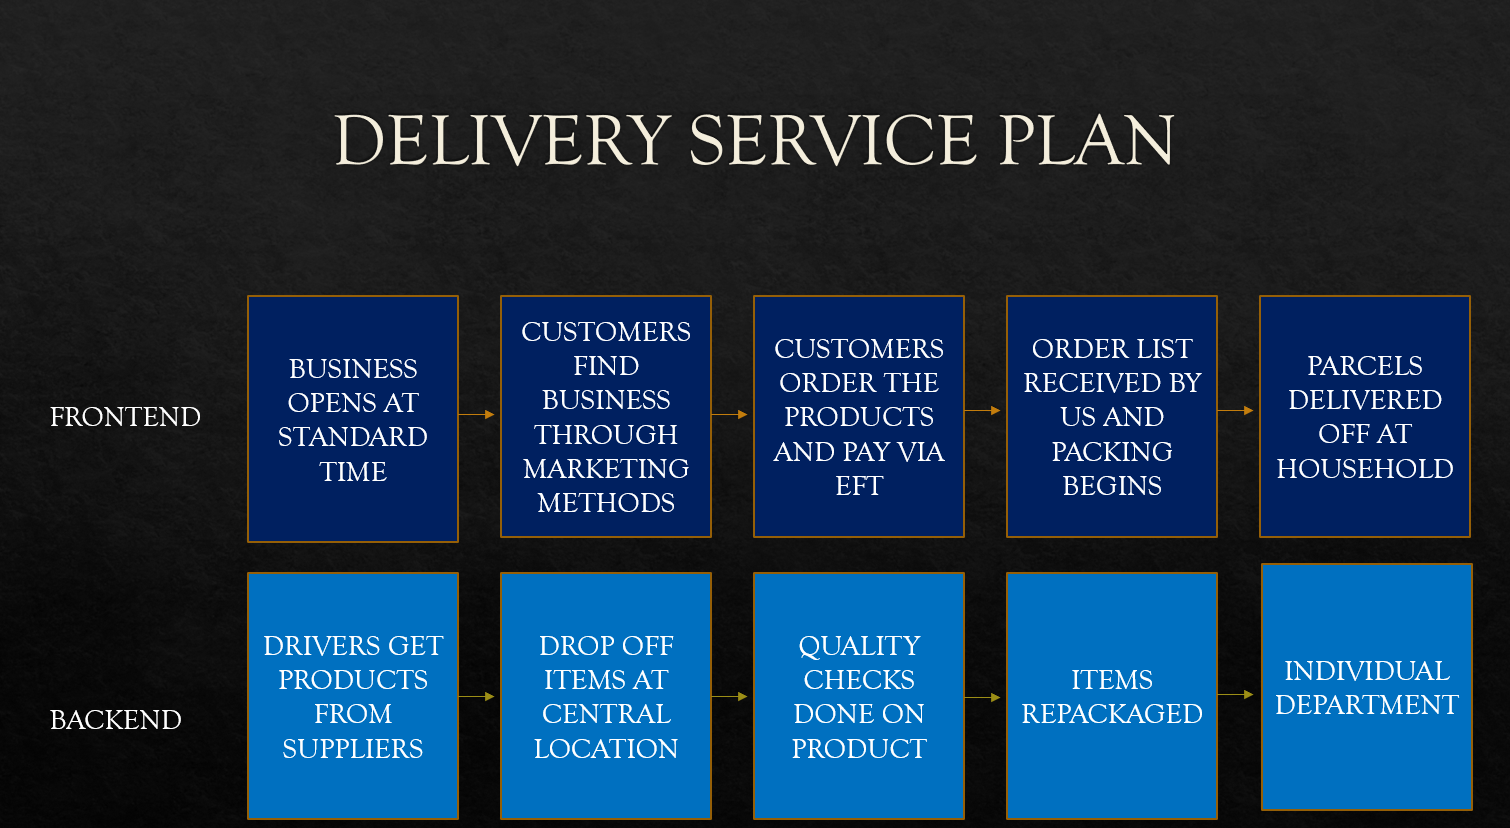 DELIVERY SERVICE PLAN
FRONTEND
BUSINESS
OPENS AT
STANDARD
TIME
CUSTOMERS
FIND
BUSINESS
THROUGH
MARKETING
METHODS
CUSTOMERS
ORDER THE
PRODUCTS
AND PAY VIA
EFT
ORDER LIST
RECEIVED BY
US AND
PACKING
BEGINS
PARCELS
DELIVERED
OFF AT
HOUSEHOLD
BACKEND
DRIVERS GET
PRODUCTS
FROM
SUPPLIERS
DROP OFF
ITEMS AT
CENTRAL
LOCATION
QUALITY
CHECKS
DONE ON
PRODUCT
ITEMS
REPACKAGED
INDIVIDUAL
DEPARTMENT